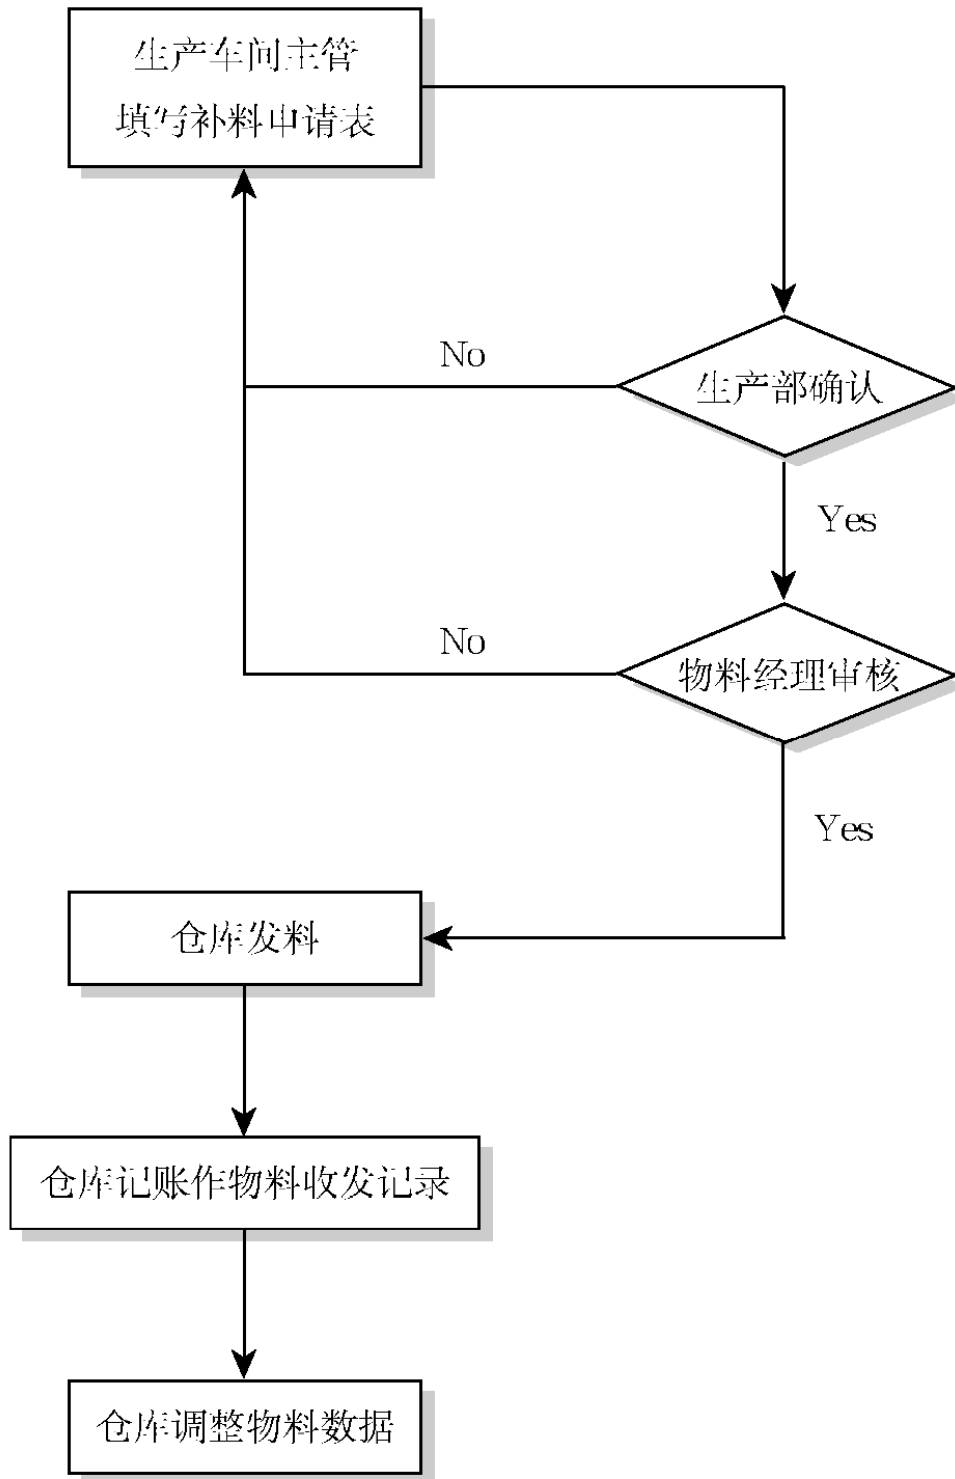 生产车间主管
填写补料申请表
No
生产部确认
Yes
No
物料经理审核
Yes
仓库发料
仓库记账作物料收发记录
仓库调整物料数据